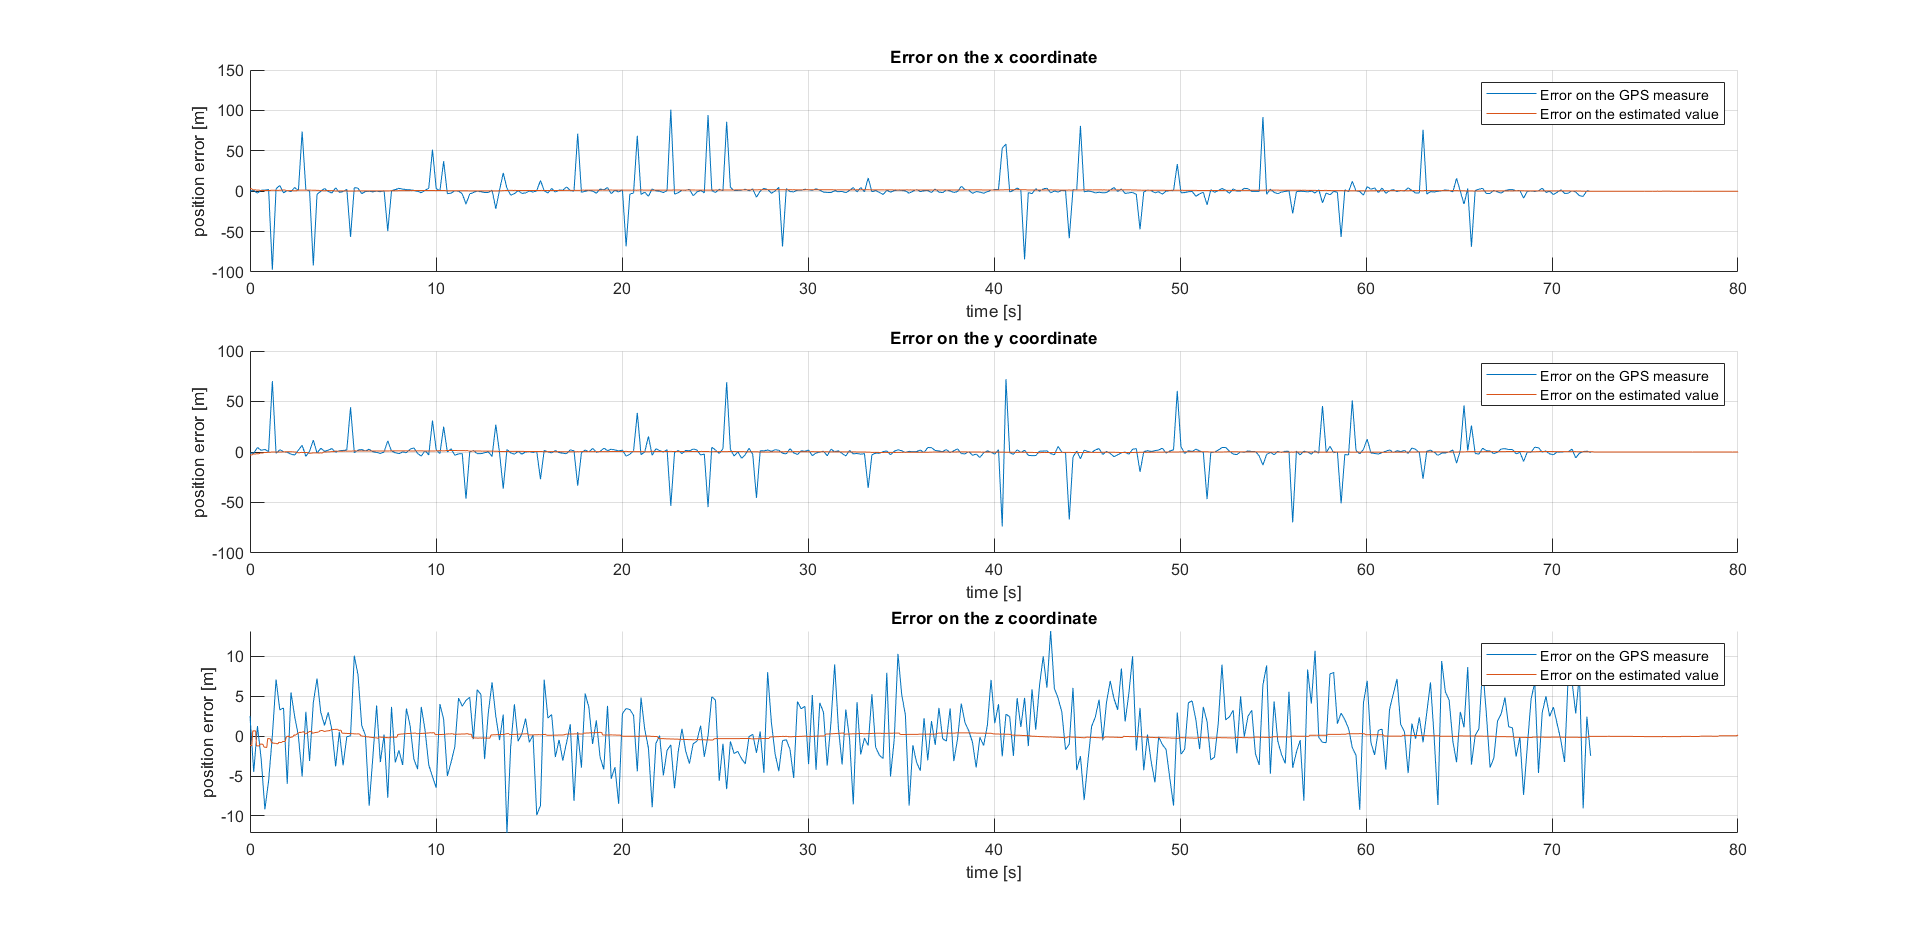 Error on the x coordinate
150
100
50
0
-50
-100
position error [m]
Error on the GPS measure
Error on the estimated value
0 10 20 30 40 50 60 70 80
time [s]
Error on the y coordinate
100
50
0
-50
-100
position error [m]
Error on the GPS measure
Error on the estimated value
0 10 20 30 40 50 60 70 80
time [s]
Error on the z coordinate
10
5
0
-5
-10
position error [m]
Error on the GPS measure
Error on the estimated value
0 10 20 30 40 50 60 70 80
time [s]